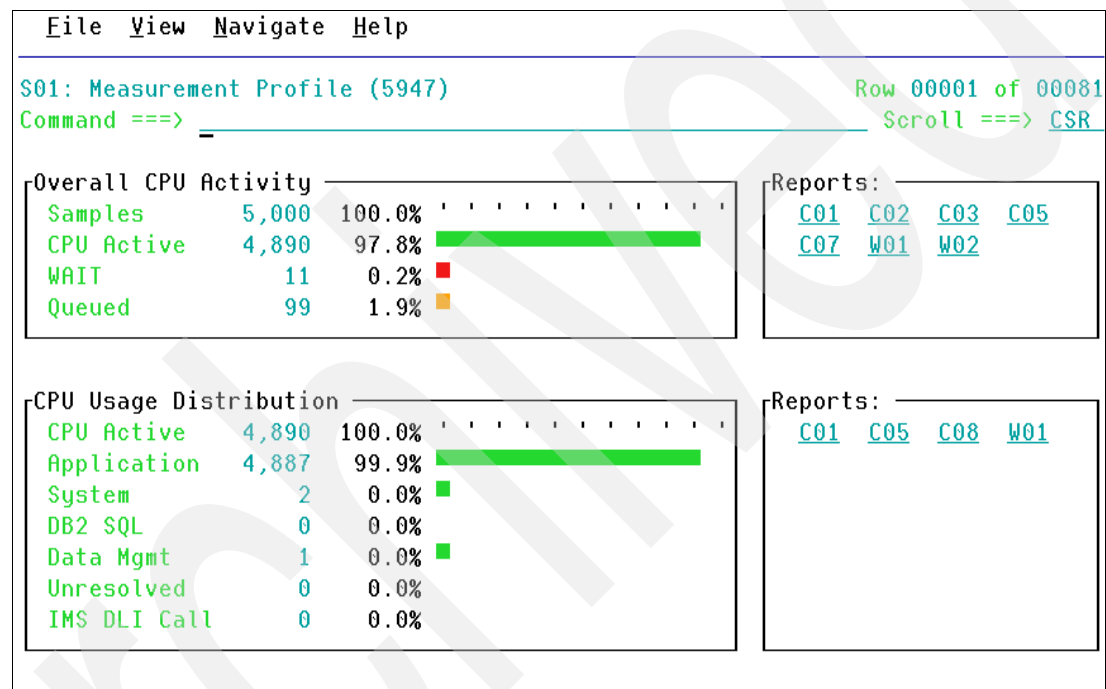 File View Navigate Help
S01: Measurement Profile (5947) Row 00001 of 00081
Command ===> Scroll ===> CSR
Overall CPU Activity
Samples 5,000 100.0%
CPU Active 4,890 97.8%
WAIT 11 0.2%
Queued 99 1.9%
Reports:
C01 C02 C03 C05
C07 W01 W02
CPU Usage Distribution
CPU Active 4,890 100.0%
Application 4,887 99.9%
System 2 0.0%
DB2 SQL 0 0.0%
Data Mgmt 1 0.0%
Unresolved 0 0.0%
IMS DLI Call 0 0.0%
Reports:
C01 C05 C08 W01